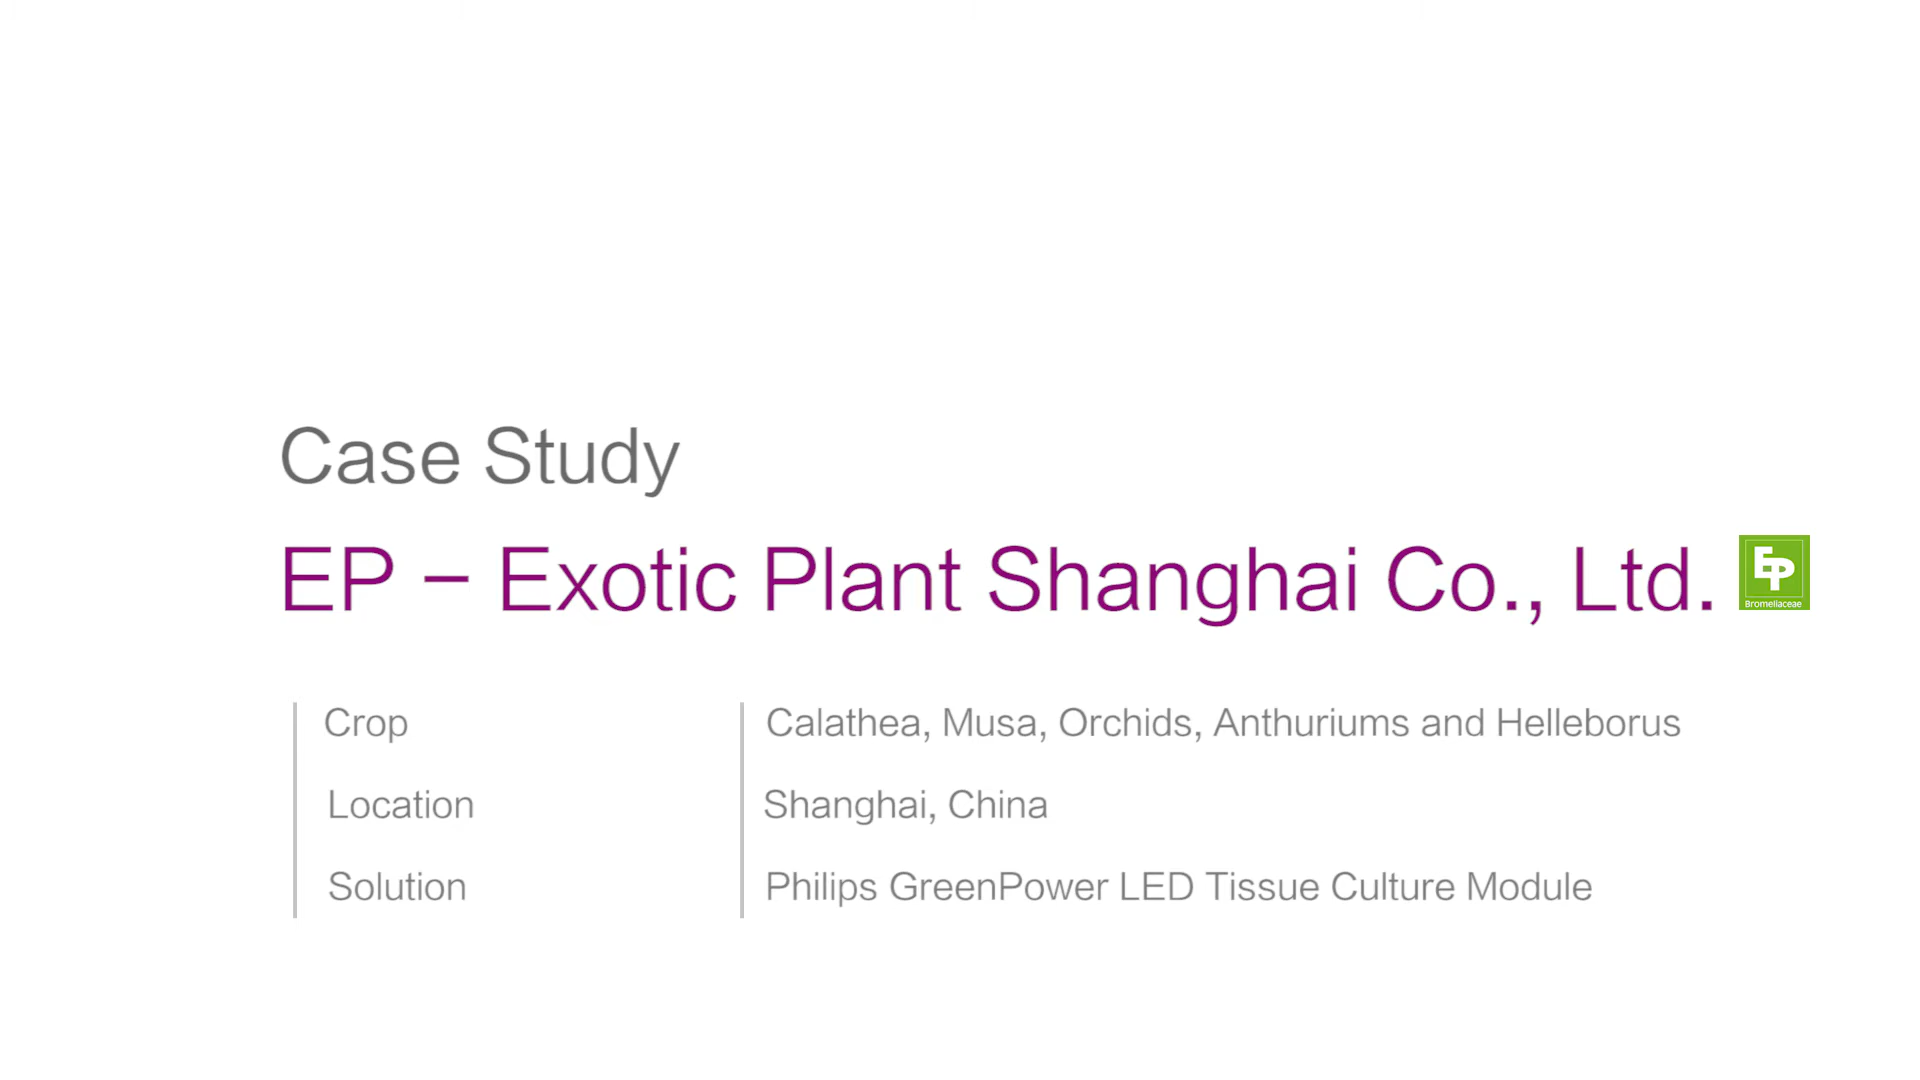 Case Study
EP – Exotic Plant Shanghai Co., Ltd.
EP
Bromeliaceae
Crop
Calathea, Musa, Orchids, Anthuriums and Helleborus
Location
Shanghai, China
Solution
Philips GreenPower LED Tissue Culture Module